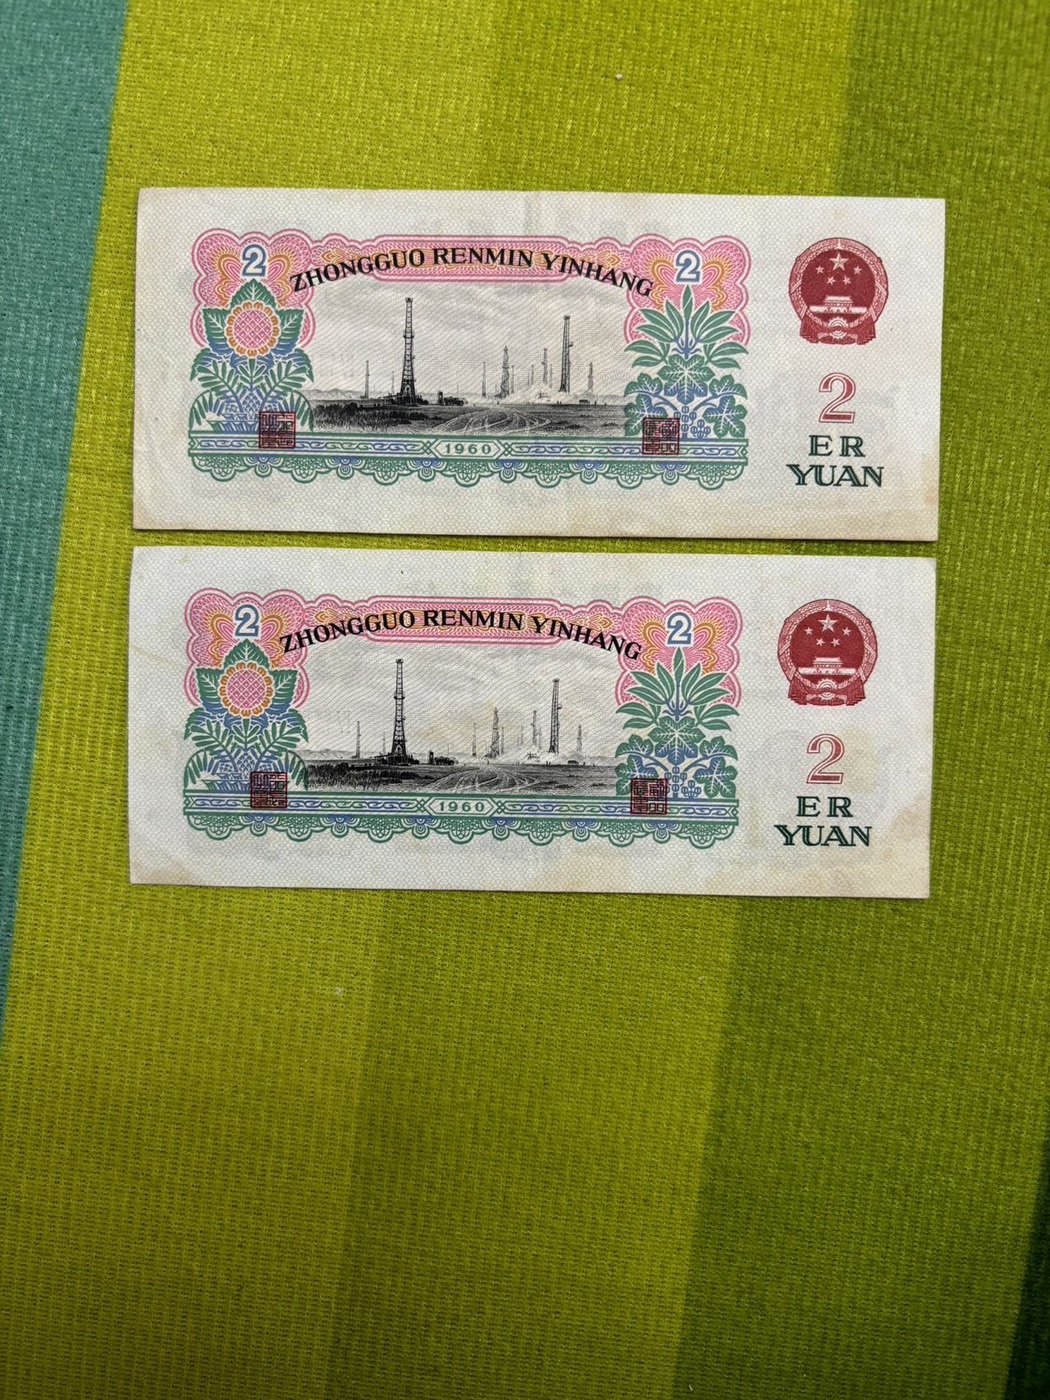 2 ZHONGGUO RENMIN YINHANG 2
1960
2
ER
YUAN
2 ZHONGGUO RENMIN YINHANG 2
1960
2
ER
YUAN